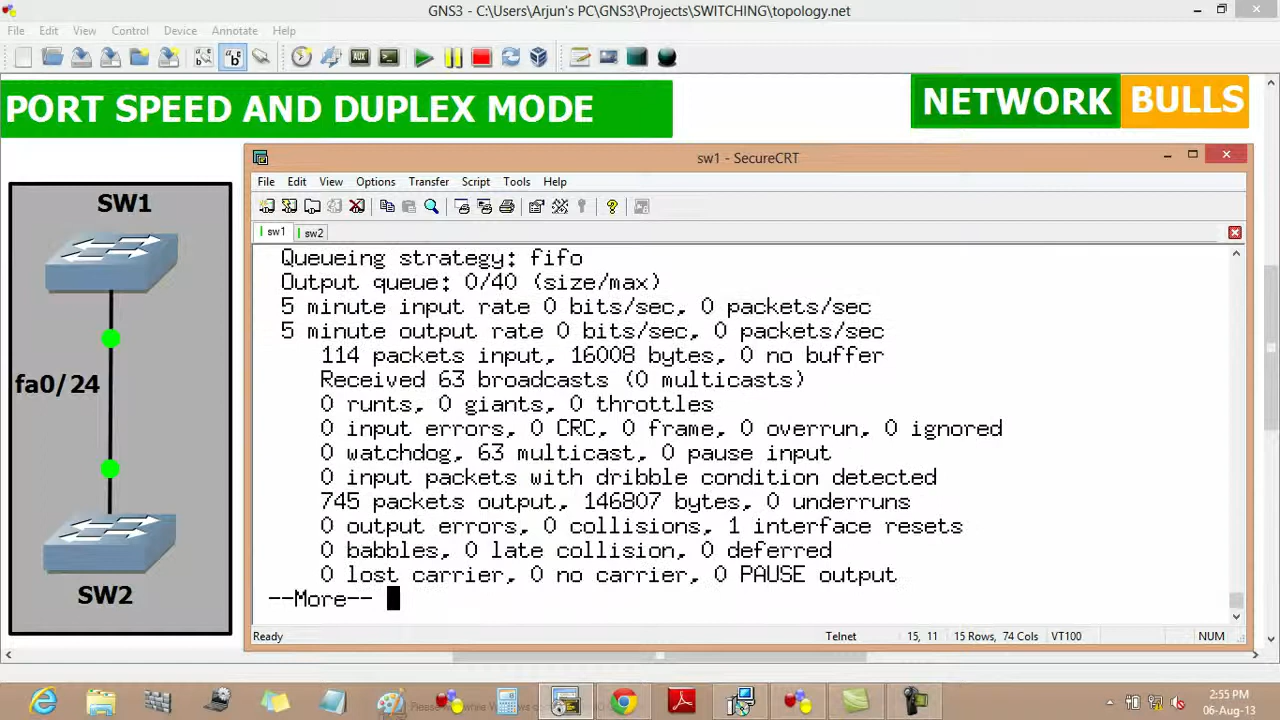 GNS3 - C:\Users\Arjun's PC\GNS3\Projects\SWITCHING\topology.net
File Edit View Control Device Annotate Help
PORT SPEED AND DUPLEX MODE
NETWORK BULLS
sw1 - SecureCRT
File Edit View Options Transfer Script Tools Help
sw1 sw2
SW1
fa0/24
SW2
Queueing strategy: fifo
Output queue: 0/40 (size/max)
5 minute input rate 0 bits/sec, 0 packets/sec
5 minute output rate 0 bits/sec, 0 packets/sec
114 packets input, 16008 bytes, 0 no buffer
Received 63 broadcasts (0 multicasts)
0 runts, 0 giants, 0 throttles
0 input errors, 0 CRC, 0 frame, 0 overrun, 0 ignored
0 watchdog, 63 multicast, 0 pause input
0 input packets with dribble condition detected
745 packets output, 146807 bytes, 0 underruns
0 output errors, 0 collisions, 1 interface resets
0 babbles, 0 late collision, 0 deferred
0 lost carrier, 0 no carrier, 0 PAUSE output
--More--
Ready Telnet 15, 11 15 Rows, 74 Cols VT100 NUM
2:55 PM
06-Aug-13